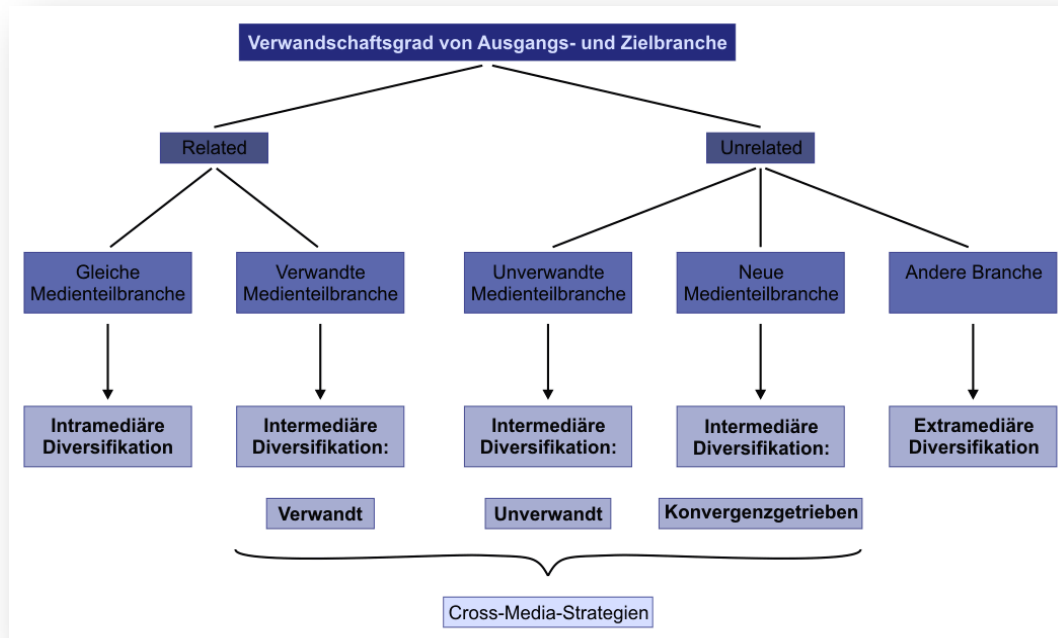 Verwandschaftsgrad von Ausgangs- und Zielbranche
Related
Unrelated
Gleiche
Medienteilbranche
Verwandte
Medienteilbranche
Unverwandte
Medienteilbranche
Neue
Medienteilbranche
Andere Branche
Intramediäre
Diversifikation
Intermediäre
Diversifikation:
Intermediäre
Diversifikation:
Intermediäre
Diversifikation:
Extramediäre
Diversifikation
Verwandt
Unverwandt
Konvergenzgetrieben
Cross-Media-Strategien